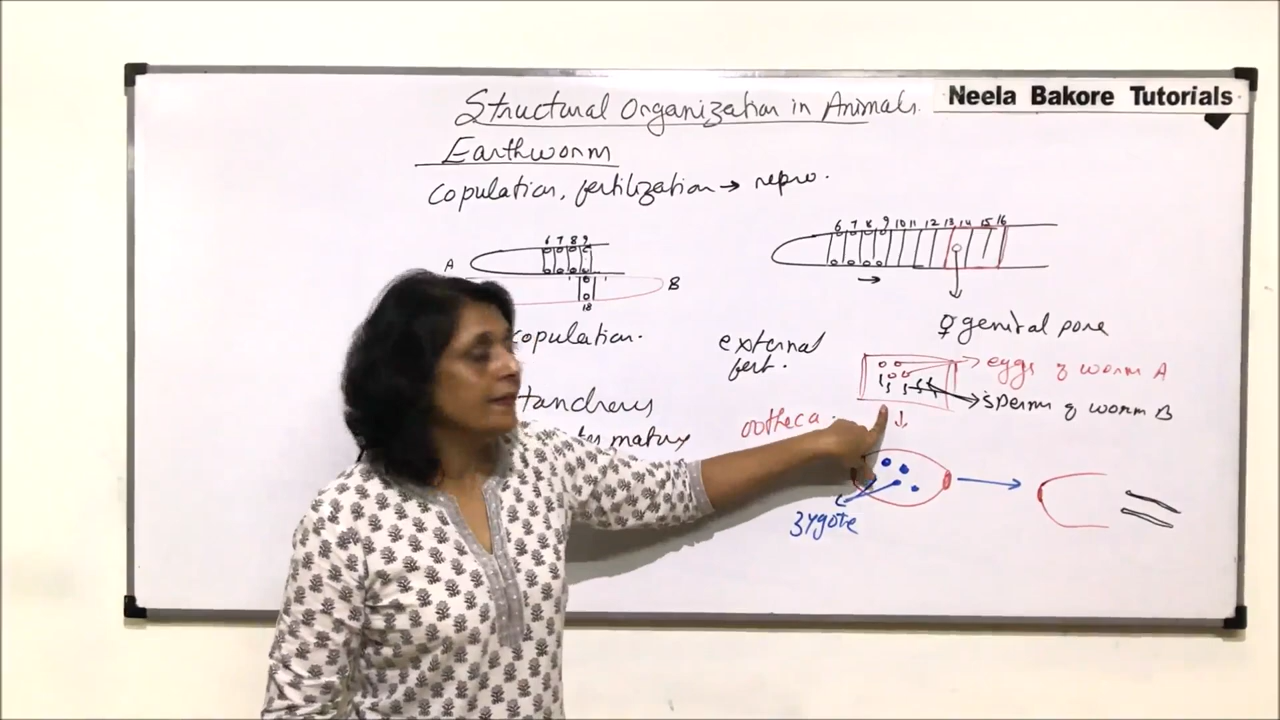 Structural Organization in Animals.
Neela Bakore Tutorials
Earthworm
copulation, fertilization → repro.
6 7 8 9
A
B
18
6 7 8 9 10 11 12 13 14 15 16
♀ genital pore
copulation.
external
fert.
eggs of worm A
sperms of worm B
ootheca.
zygote